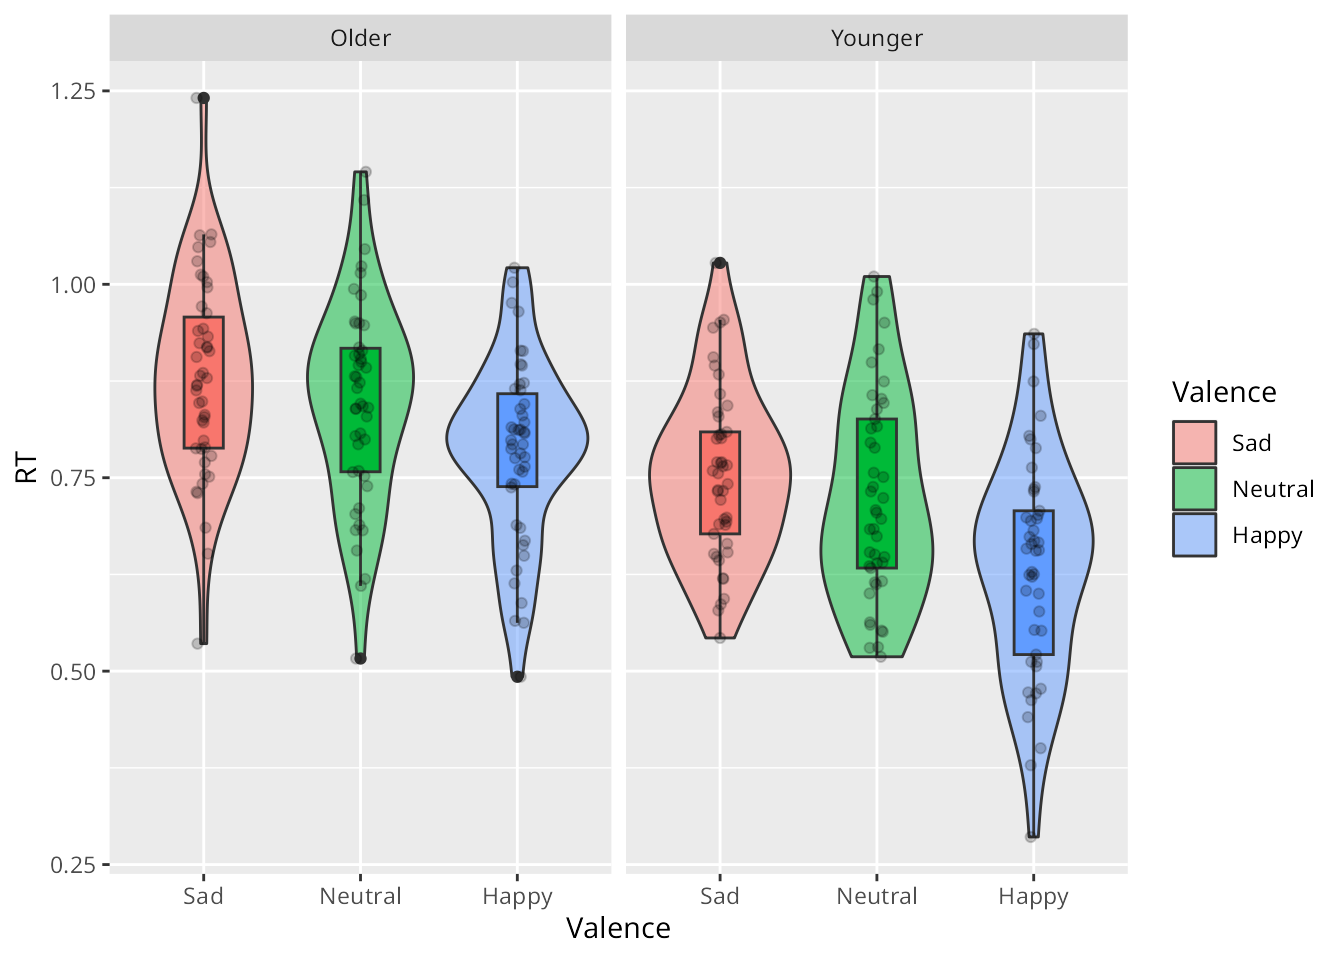 Older
Younger
1.25
1.00
0.75
0.50
0.25
RT
Sad
Neutral
Happy
Sad
Neutral
Happy
Valence
Valence
Sad
Neutral
Happy